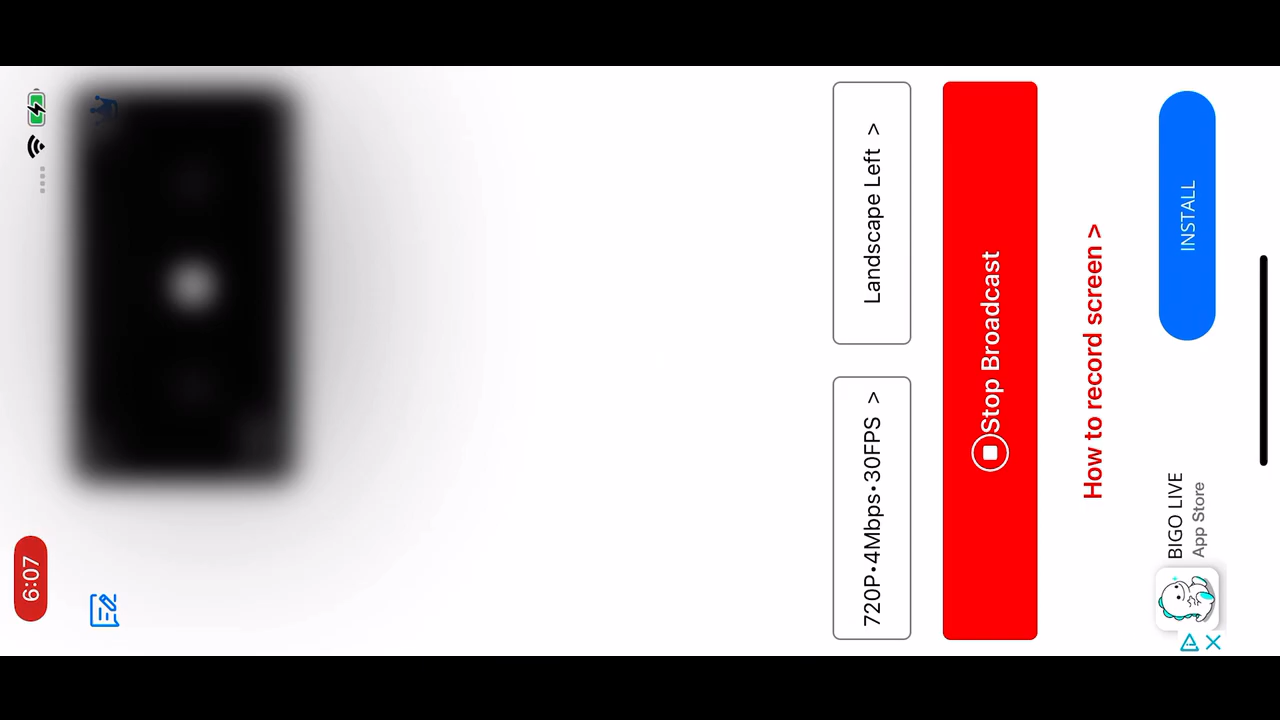 6:07
720P•4Mbps•30FPS >
Landscape Left >
Stop Broadcast
How to record screen >
BIGO LIVE
App Store
INSTALL